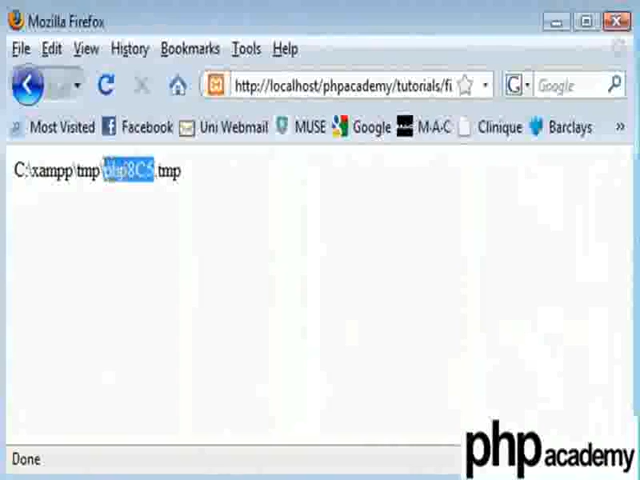 Mozilla Firefox
File Edit View History Bookmarks Tools Help
http://localhost/phpacademy/tutorials/fi Google
Most Visited Facebook Uni Webmail MUSE Google M·A·C Clinique Barclays »
C:\xampp\tmp\php8C5.tmp
Done
php academy